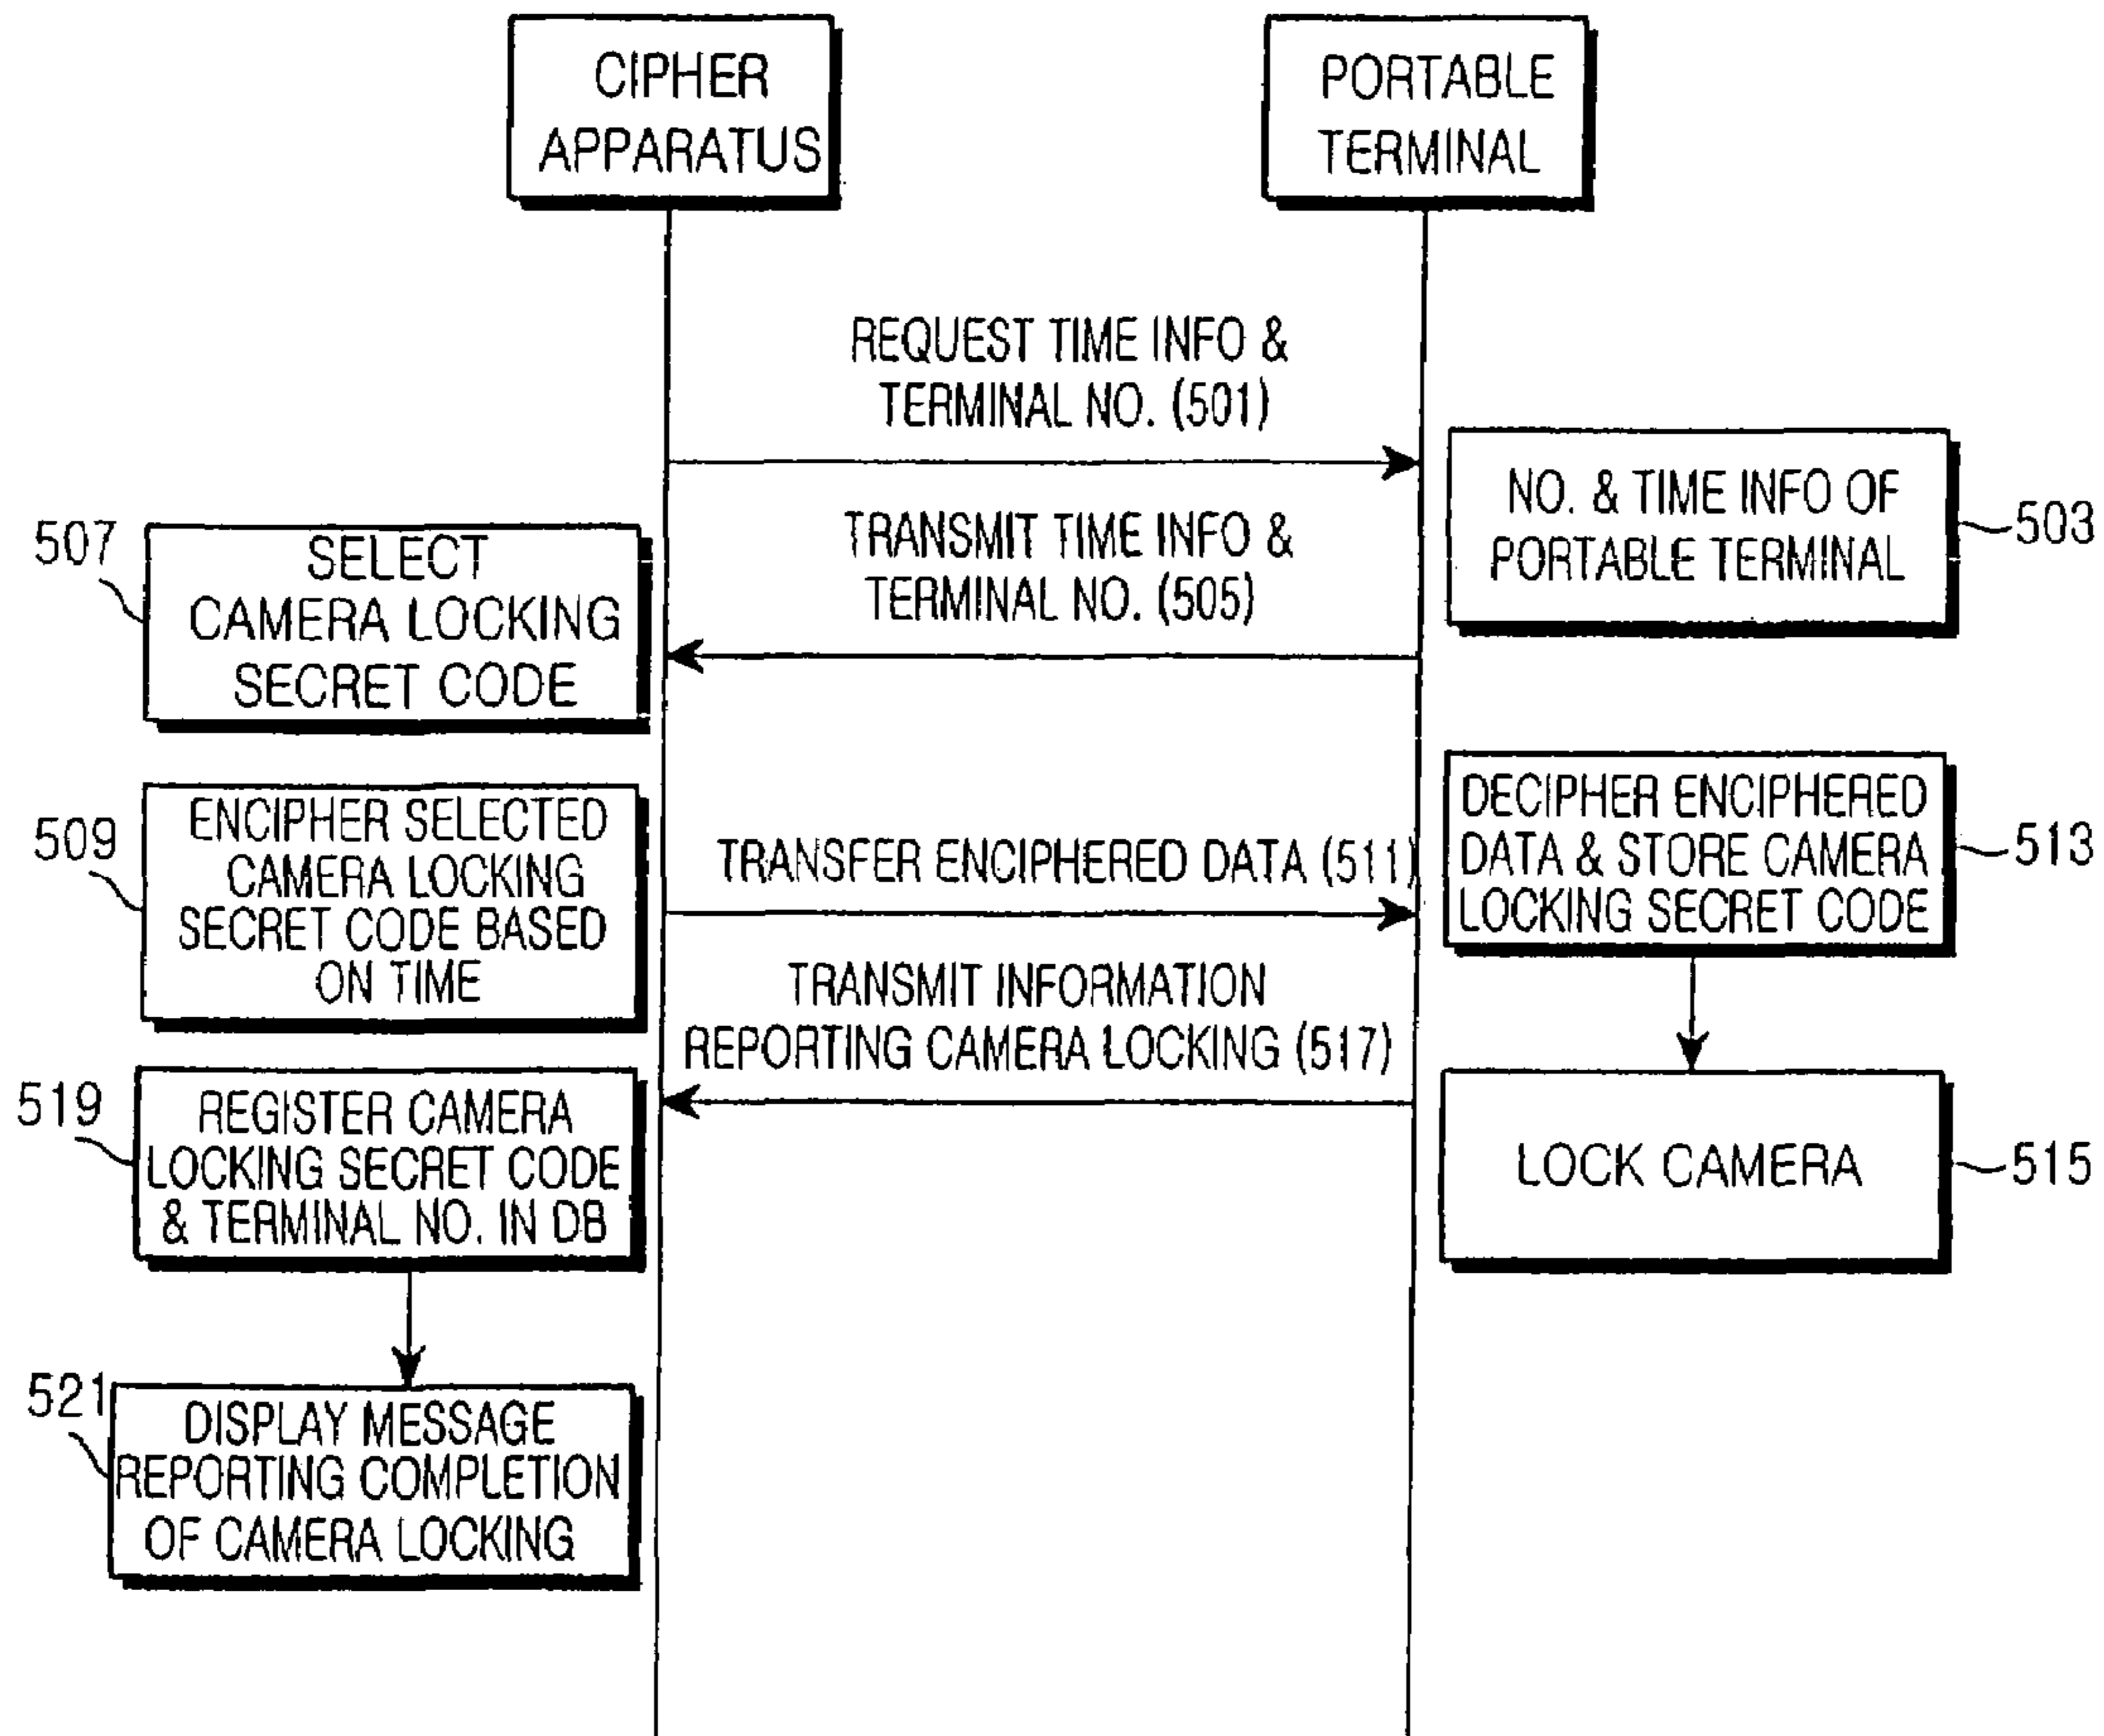 CIPHER
APPARATUS
PORTABLE
TERMINAL
REQUEST TIME INFO &
TERMINAL NO. (501)
NO. & TIME INFO OF
PORTABLE TERMINAL
503
TRANSMIT TIME INFO &
TERMINAL NO. (505)
507
SELECT
CAMERA LOCKING
SECRET CODE
509
ENCIPHER SELECTED
CAMERA LOCKING
SECRET CODE BASED
ON TIME
TRANSFER ENCIPHERED DATA (511)
DECIPHER ENCIPHERED
DATA & STORE CAMERA
LOCKING SECRET CODE
513
LOCK CAMERA
515
TRANSMIT INFORMATION
REPORTING CAMERA LOCKING (517)
519
REGISTER CAMERA
LOCKING SECRET CODE
& TERMINAL NO. IN DB
521
DISPLAY MESSAGE
REPORTING COMPLETION
OF CAMERA LOCKING